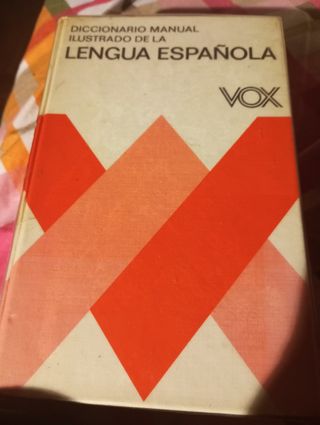 DICCIONARIO MANUAL
ILUSTRADO DE LA
LENGUA ESPAÑOLA
VOX